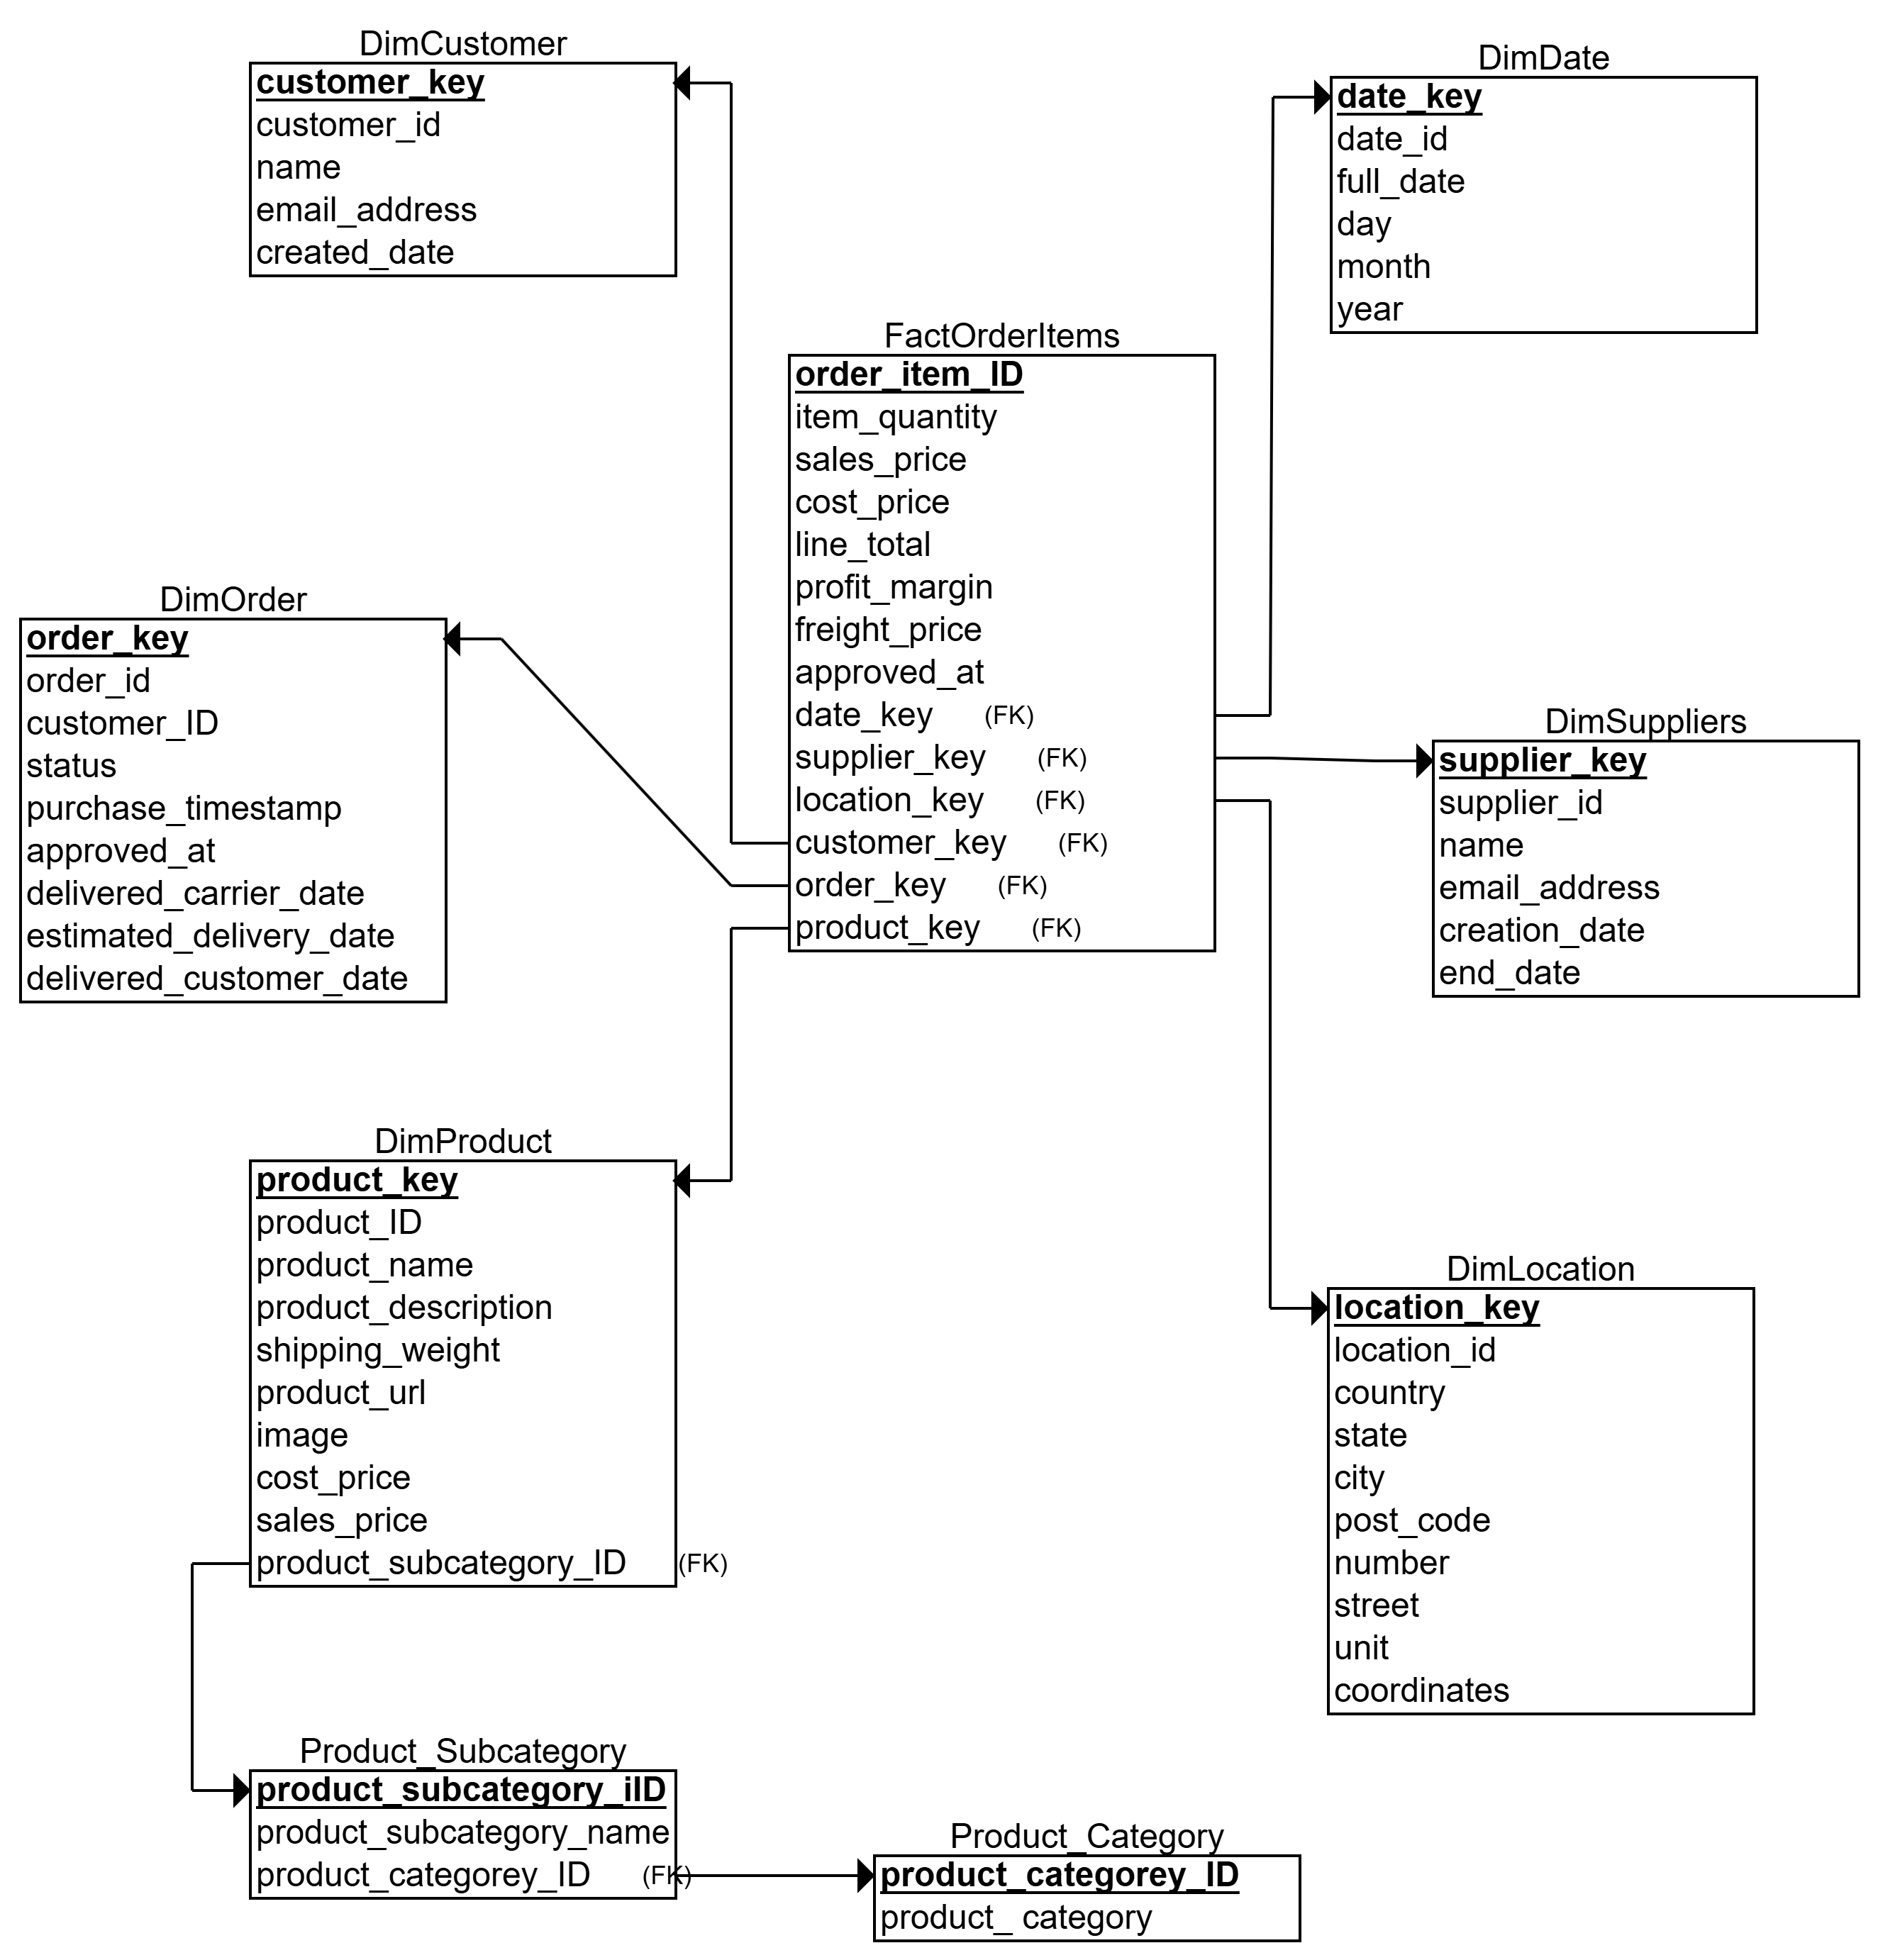 DimCustomer
customer_key
customer_id
name
email_address
created_date
DimDate
date_key
date_id
full_date
day
month
year
FactOrderItems
order_item_ID
item_quantity
sales_price
cost_price
line_total
profit_margin
freight_price
approved_at
date_key (FK)
supplier_key (FK)
location_key (FK)
customer_key (FK)
order_key (FK)
product_key (FK)
DimOrder
order_key
order_id
customer_ID
status
purchase_timestamp
approved_at
delivered_carrier_date
estimated_delivery_date
delivered_customer_date
DimSuppliers
supplier_key
supplier_id
name
email_address
creation_date
end_date
DimProduct
product_key
product_ID
product_name
product_description
shipping_weight
product_url
image
cost_price
sales_price
product_subcategory_ID (FK)
DimLocation
location_key
location_id
country
state
city
post_code
number
street
unit
coordinates
Product_Subcategory
product_subcategory_iID
product_subcategory_name
product_categorey_ID (FK)
Product_Category
product_categorey_ID
product_ category